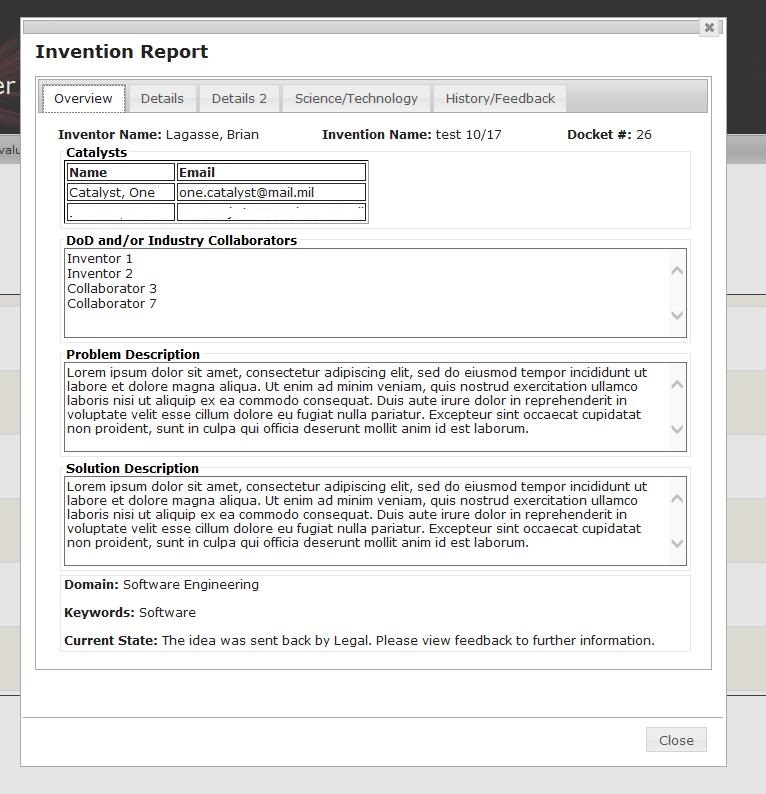 Invention Report
er
Overview Details Details 2 Science/Technology History/Feedback
Inventor Name: Lagasse, Brian Invention Name: test 10/17 Docket #: 26
valu
Catalysts
Name Email
Catalyst, One one.catalyst@mail.mil
DoD and/or Industry Collaborators
Inventor 1
Inventor 2
Collaborator 3
Collaborator 7
Problem Description
Lorem ipsum dolor sit amet, consectetur adipiscing elit, sed do eiusmod tempor incididunt ut
labore et dolore magna aliqua. Ut enim ad minim veniam, quis nostrud exercitation ullamco
laboris nisi ut aliquip ex ea commodo consequat. Duis aute irure dolor in reprehenderit in
voluptate velit esse cillum dolore eu fugiat nulla pariatur. Excepteur sint occaecat cupidatat
non proident, sunt in culpa qui officia deserunt mollit anim id est laborum.
Solution Description
Lorem ipsum dolor sit amet, consectetur adipiscing elit, sed do eiusmod tempor incididunt ut
labore et dolore magna aliqua. Ut enim ad minim veniam, quis nostrud exercitation ullamco
laboris nisi ut aliquip ex ea commodo consequat. Duis aute irure dolor in reprehenderit in
voluptate velit esse cillum dolore eu fugiat nulla pariatur. Excepteur sint occaecat cupidatat
non proident, sunt in culpa qui officia deserunt mollit anim id est laborum.
Domain: Software Engineering
Keywords: Software
Current State: The idea was sent back by Legal. Please view feedback to further information.
Close